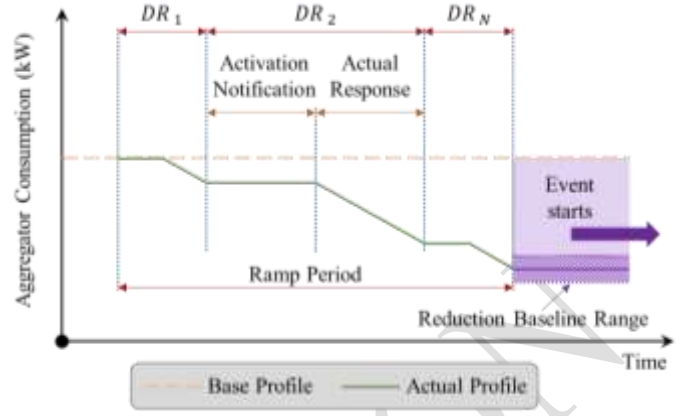 DR 1
DR 2
DR N
Aggregator Consumption (kW)
Activation
Notification
Actual
Response
Event
starts
Ramp Period
Reduction Baseline Range
Time
Base Profile
Actual Profile